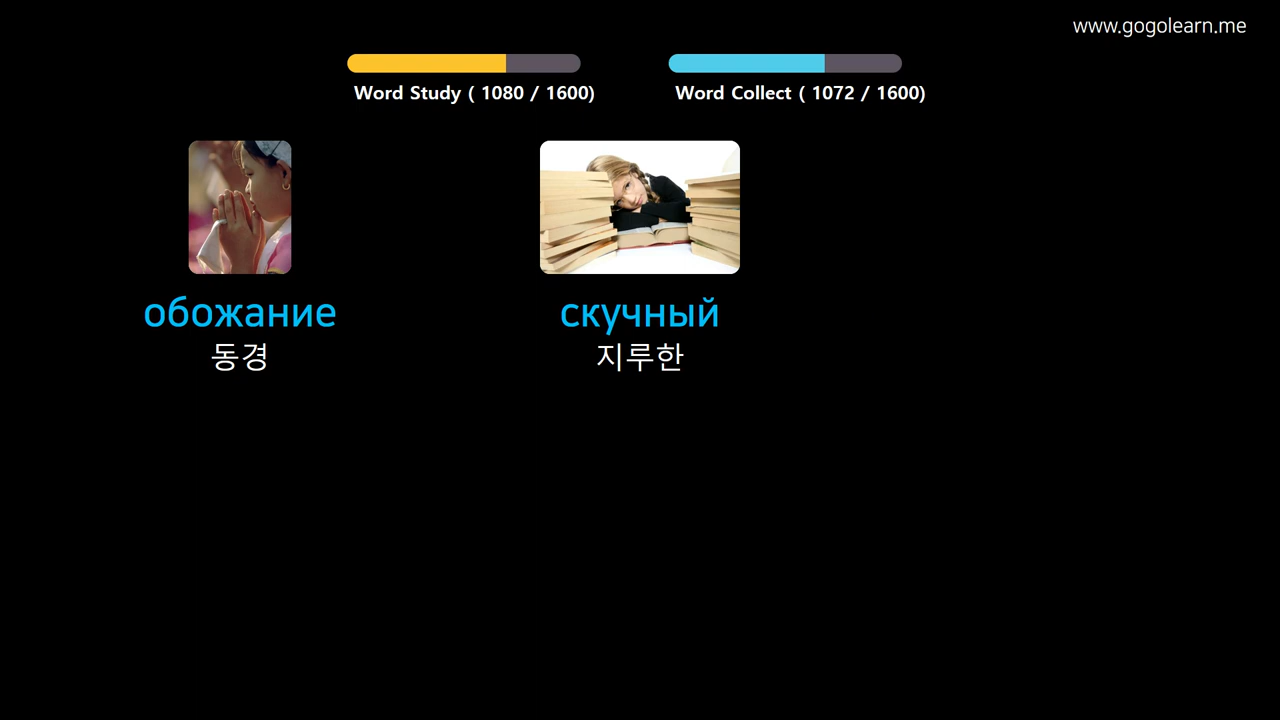 www.gogolearn.me
Word Study ( 1080 / 1600)
Word Collect ( 1072 / 1600)
обожание
동경
скучный
지루한